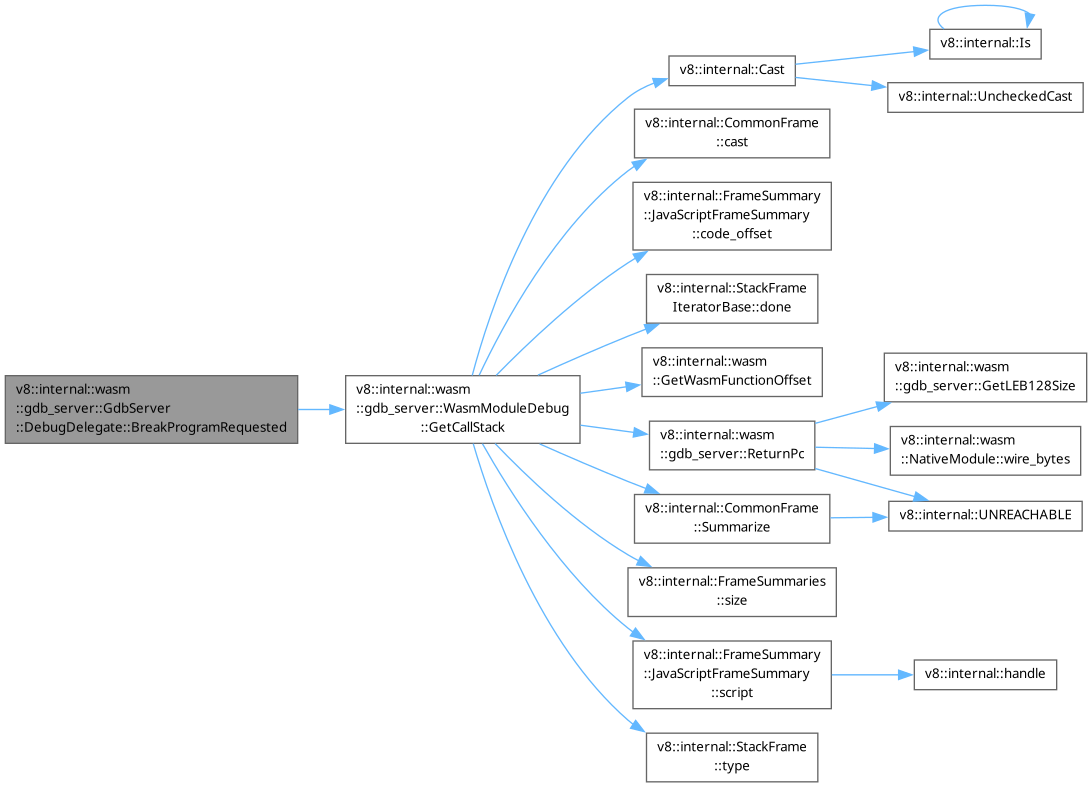 v8::internal::wasm
::gdb_server::GdbServer
::DebugDelegate::BreakProgramRequested
v8::internal::wasm
::gdb_server::WasmModuleDebug
::GetCallStack
v8::internal::Cast
v8::internal::Is
v8::internal::UncheckedCast
v8::internal::CommonFrame
::cast
v8::internal::FrameSummary
::JavaScriptFrameSummary
::code_offset
v8::internal::StackFrame
IteratorBase::done
v8::internal::wasm
::GetWasmFunctionOffset
v8::internal::wasm
::gdb_server::ReturnPc
v8::internal::wasm
::gdb_server::GetLEB128Size
v8::internal::wasm
::NativeModule::wire_bytes
v8::internal::UNREACHABLE
v8::internal::CommonFrame
::Summarize
v8::internal::FrameSummaries
::size
v8::internal::FrameSummary
::JavaScriptFrameSummary
::script
v8::internal::handle
v8::internal::StackFrame
::type